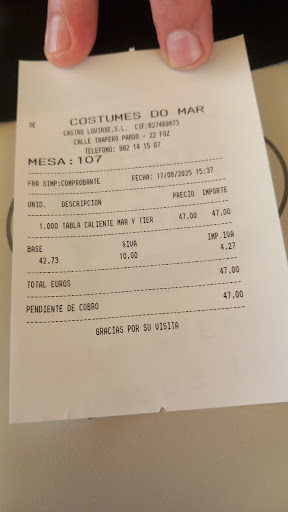 COSTUMES DO MAR
CASTRO LOVIRXE,S.L. CIF:B27469873
CALLE TRAPERO PARDO - 22 FOZ
TELEFONO: 982 14 15 07
MESA:107
FRA SIMP:COMPROBANTE FECHA: 17/08/2025 15:37
UNID. DESCRIPCION PRECIO IMPORTE
1.000 TABLA CALIENTE MAR Y TIER 47.00 47.00
BASE %IVA IMP.IVA
42.73 10.00 4,27
TOTAL EUROS 47.00
PENDIENTE DE COBRO 47,00
GRACIAS POR SU VISITA